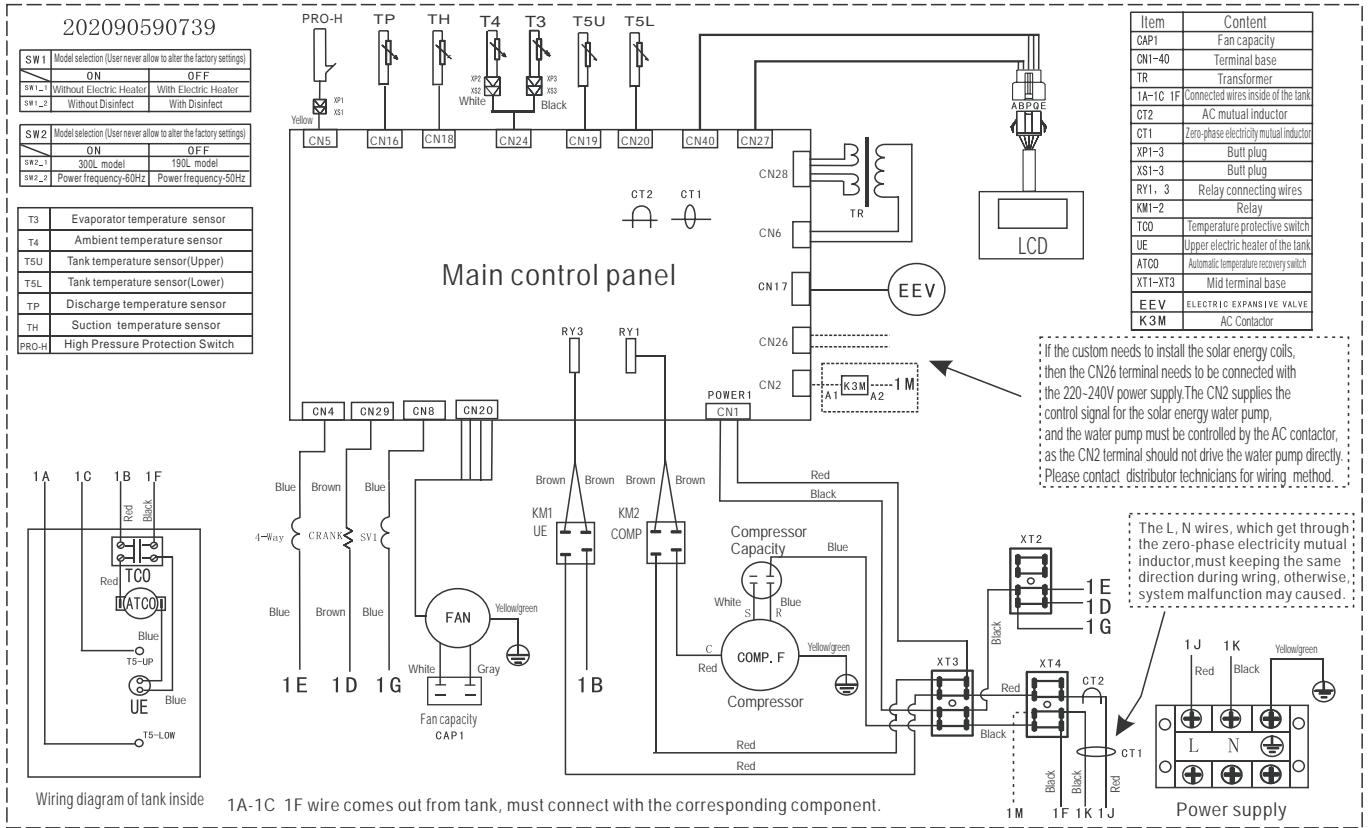 202090590739
SW1 Model selection (User never allow to alter the factory settings)
ON OFF
SW1_1 Without Electric Heater With Electric Heater
SW1_2 Without Disinfect With Disinfect
SW2 Model selection (User never allow to alter the factory settings)
ON OFF
SW2_1 300L model 190L model
SW2_2 Power frequency-60Hz Power frequency-50Hz
T3 Evaporator temperature sensor
T4 Ambient temperature sensor
T5U Tank temperature sensor(Upper)
T5L Tank temperature sensor(Lower)
TP Discharge temperature sensor
TH Suction temperature sensor
PRO-H High Pressure Protection Switch
PRO-H TP TH T4 T3 T5U T5L
XP1
XS1
Yellow
XP2
XS2
White
XP3
XS3
Black
CN5 CN16 CN18 CN24 CN19 CN20 CN40 CN27
ABPQE
LCD
CT2 CT1
CN28
TR
CN6
Main control panel
CN17
EEV
CN26
CN2
A1 K3M A2 1M
RY3 RY1
POWER1
CN1
CN4 CN29 CN8 CN20
Item Content
CAP1 Fan capacity
CN1-40 Terminal base
TR Transformer
1A-1C 1F Connected wires inside of the tank
CT2 AC mutual inductor
CT1 Zero-phase electricity mutual inductor
XP1-3 Butt plug
XS1-3 Butt plug
RY1, 3 Relay connecting wires
KM1-2 Relay
TCO Temperature protective switch
UE Upper electric heater of the tank
ATCO Automatic temperature recovery switch
XT1-XT3 Mid terminal base
EEV ELECTRIC EXPANSIVE VALVE
K3M AC Contactor
If the custom needs to install the solar energy coils,
then the CN26 terminal needs to be connected with
the 220~240V power supply.The CN2 supplies the
control signal for the solar energy water pump,
and the water pump must be controlled by the AC contactor,
as the CN2 terminal should not drive the water pump directly.
Please contact distributor technicians for wiring method.
The L, N wires, which get through
the zero-phase electricity mutual
inductor,must keeping the same
direction during wiring, otherwise,
system malfunction may caused.
1A 1C 1B 1F
Red
Black
TCO
Red
ATCO
Blue
T5-UP
UE
Blue
T5-LOW
Wiring diagram of tank inside
Blue Brown Blue
4-Way CRANK SV1
Blue Brown Blue
1E 1D 1G
FAN
Yellow/green
White Gray
Fan capacity
CAP1
Brown Brown Brown Brown
KM1
UE
KM2
COMP
1B
Red
Black
Compressor
Capacity
Blue
White Blue
S R
C
Red
COMP.F
Yellow/green
Compressor
Red
Red
XT2
1E
1D
1G
Black
XT3
Red
Black
XT4
CT2
CT1
Black
Black
Red
1M 1F 1K 1J
1J 1K
Red Black
Yellow/green
L N
Power supply
1A-1C 1F wire comes out from tank, must connect with the corresponding component.